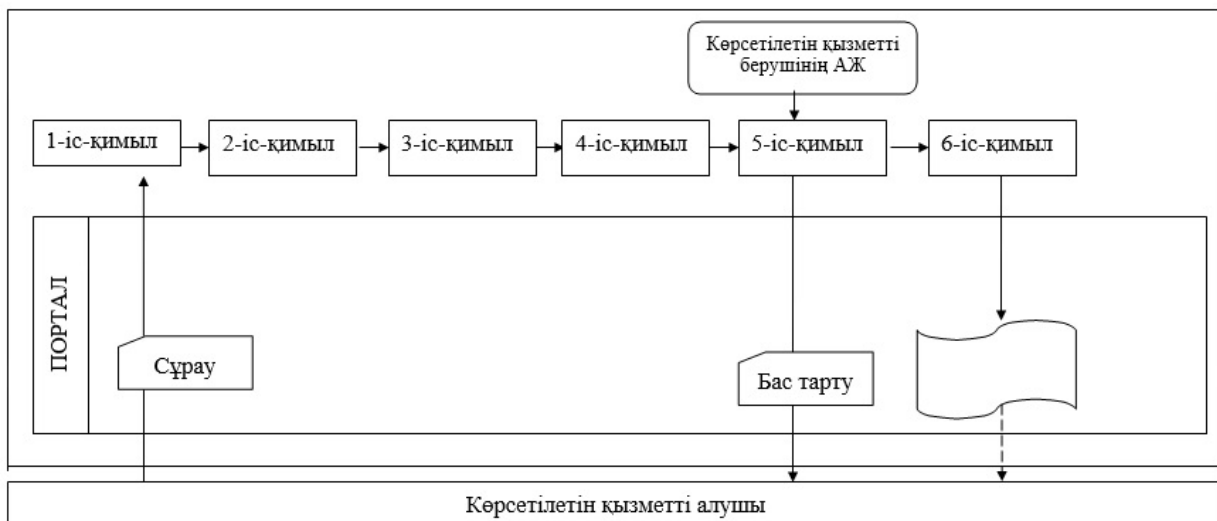 Көрсетілетін қызметті
берушінің АЖ
1-іс-қимыл
2-іс-қимыл
3-іс-қимыл
4-іс-қимыл
5-іс-қимыл
6-іс-қимыл
ПОРТАЛ
Сұрау
Бас тарту
Көрсетілетін қызметті алушы